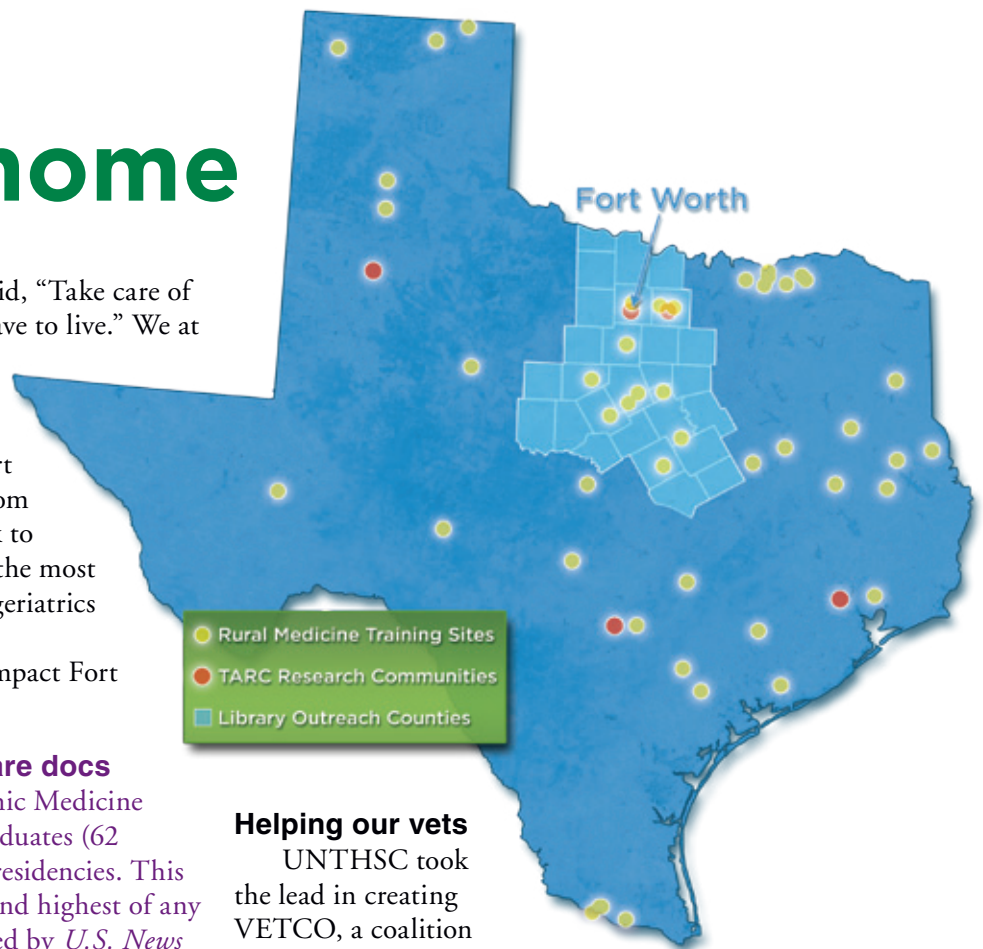 home
id, “Take care of
ave to live.” We at
rt
om
k to
the most
geriatrics
mpact Fort
are docs
nic Medicine
duates (62
residencies. This
nd highest of any
ed by U.S. News
Helping our vets
UNTHSC took
the lead in creating
VETCO, a coalition
Fort Worth
Rural Medicine Training Sites
TARC Research Communities
Library Outreach Counties